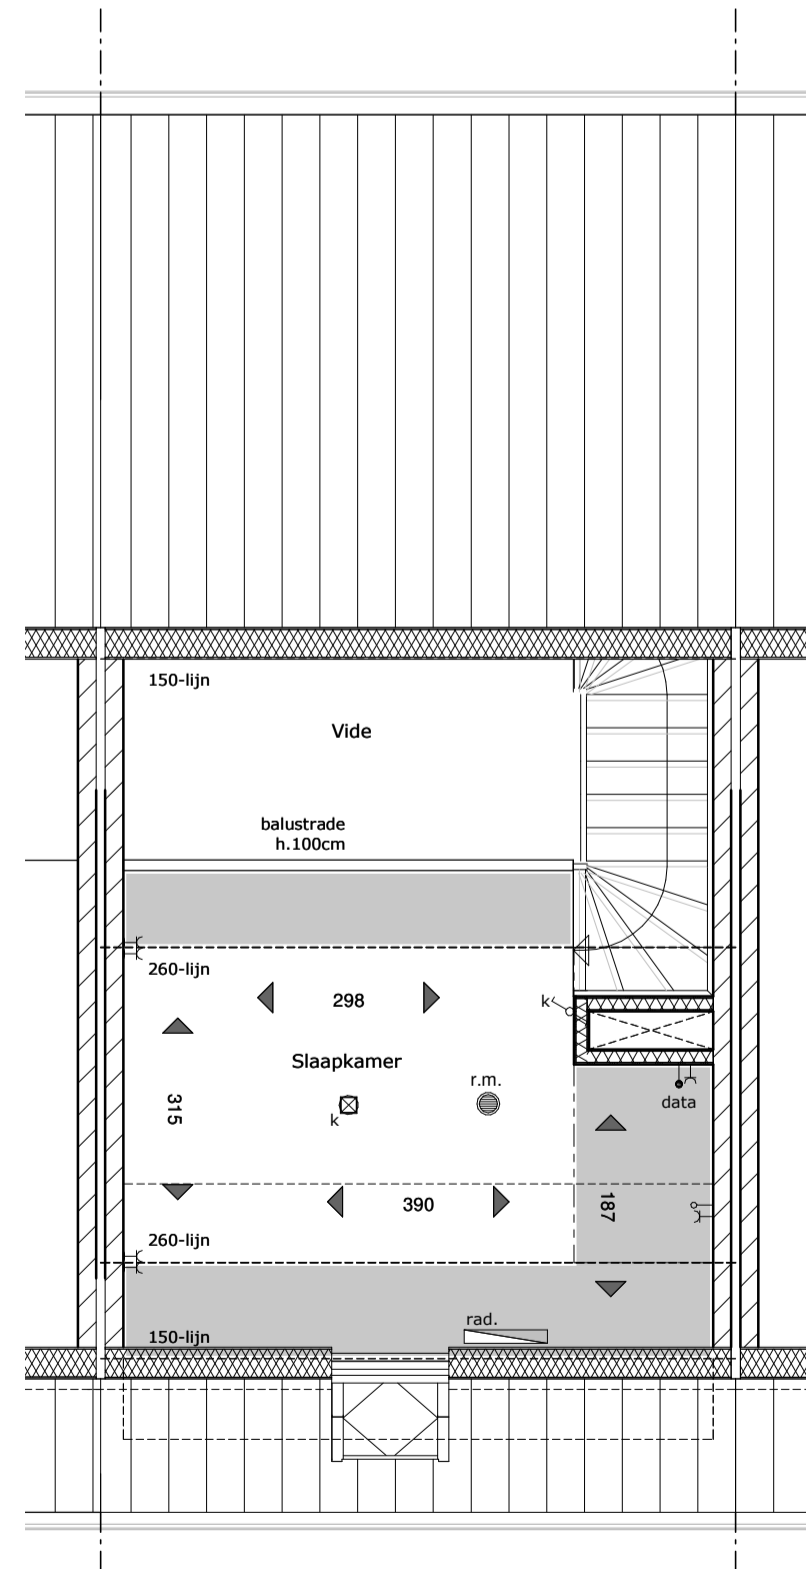 150-lijn
Vide
balustrade
h.100cm
260-lijn
298
k
Slaapkamer
315
r.m.
k
data
390
187
260-lijn
rad.
150-lijn